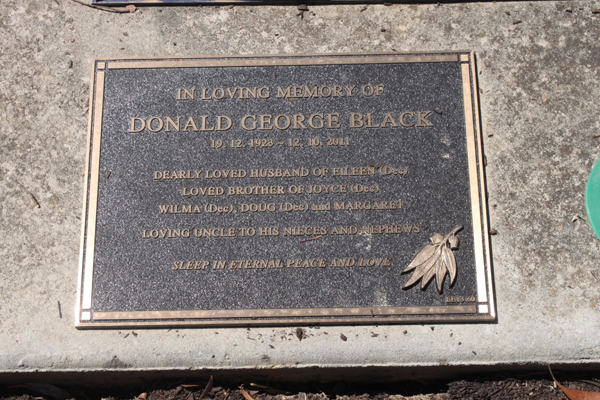 IN LOVING MEMORY OF
DONALD GEORGE BLACK
19. 12. 1923 ~ 12. 10. 2011
DEARLY LOVED HUSBAND OF EILEEN (Dec)
LOVED BROTHER OF JOYCE (Dec),
WILMA (Dec), DOUG (Dec) and MARGARET
LOVING UNCLE TO HIS NIECES AND NEPHEWS
SLEEP IN ETERNAL PEACE AND LOVE